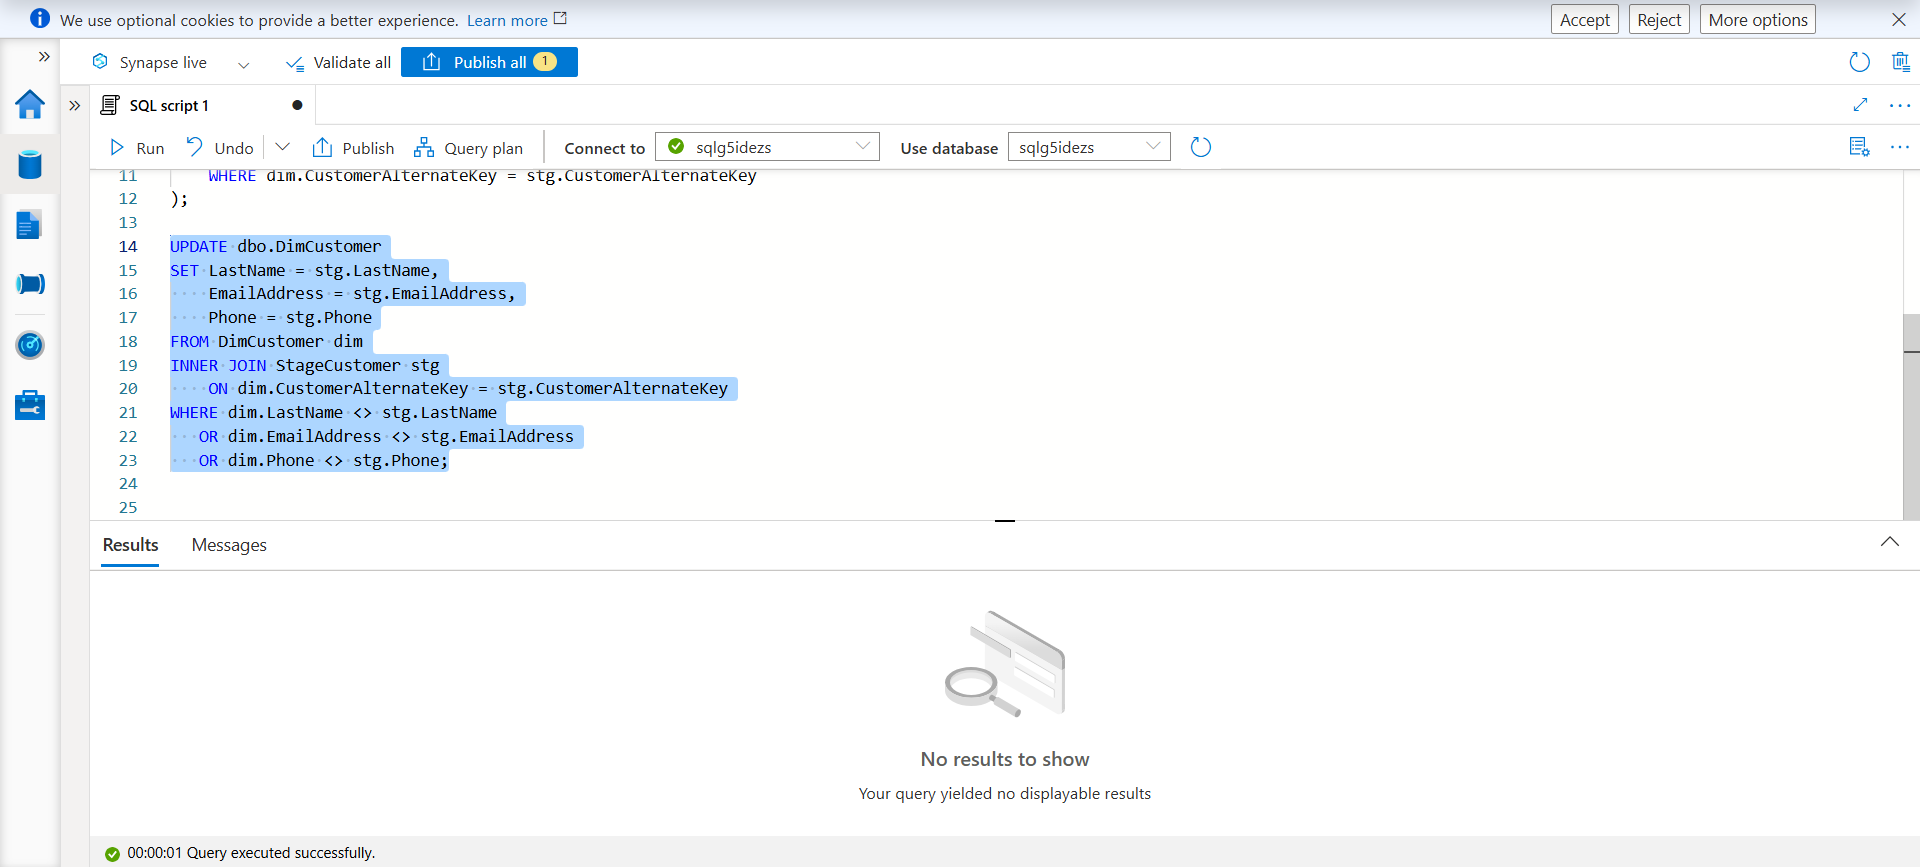 We use optional cookies to provide a better experience. Learn more
Accept Reject More options
Synapse live Validate all Publish all 1
SQL script 1
Run Undo Publish Query plan Connect to sqlg5idezs Use database sqlg5idezs
11 WHERE dim.CustomerAlternateKey = stg.CustomerAlternateKey
12 );
13
14 UPDATE dbo.DimCustomer
15 SET LastName = stg.LastName,
16 EmailAddress = stg.EmailAddress,
17 Phone = stg.Phone
18 FROM DimCustomer dim
19 INNER JOIN StageCustomer stg
20 ON dim.CustomerAlternateKey = stg.CustomerAlternateKey
21 WHERE dim.LastName <> stg.LastName
22 OR dim.EmailAddress <> stg.EmailAddress
23 OR dim.Phone <> stg.Phone;
24
25
Results Messages
No results to show
Your query yielded no displayable results
00:00:01 Query executed successfully.